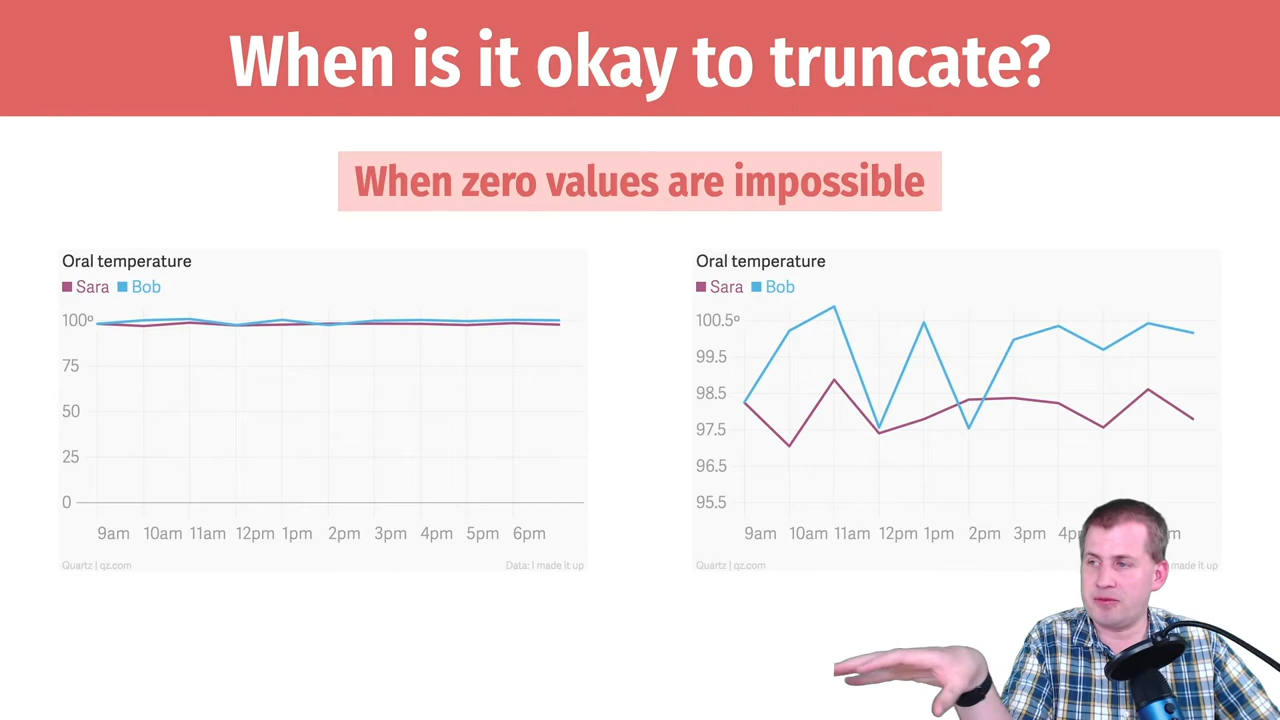 When is it okay to truncate?
When zero values are impossible
Oral temperature
Sara Bob
100º
75
50
25
0
9am 10am 11am 12pm 1pm 2pm 3pm 4pm 5pm 6pm
Quartz | qz.com Data: I made it up
Oral temperature
Sara Bob
100.5º
99.5
98.5
97.5
96.5
95.5
9am 10am 11am 12pm 1pm 2pm 3pm
Quartz | qz.com made it up